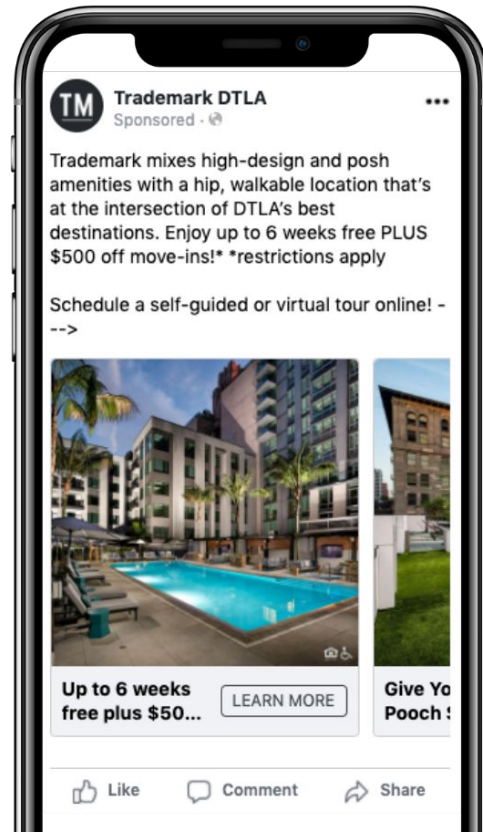 TM
Trademark DTLA
Sponsored ·
Trademark mixes high-design and posh
amenities with a hip, walkable location that's
at the intersection of DTLA's best
destinations. Enjoy up to 6 weeks free PLUS
$500 off move-ins!* *restrictions apply
Schedule a self-guided or virtual tour online! -
-->
Up to 6 weeks
free plus $50...
LEARN MORE
Give Yo
Pooch
Like
Comment
Share